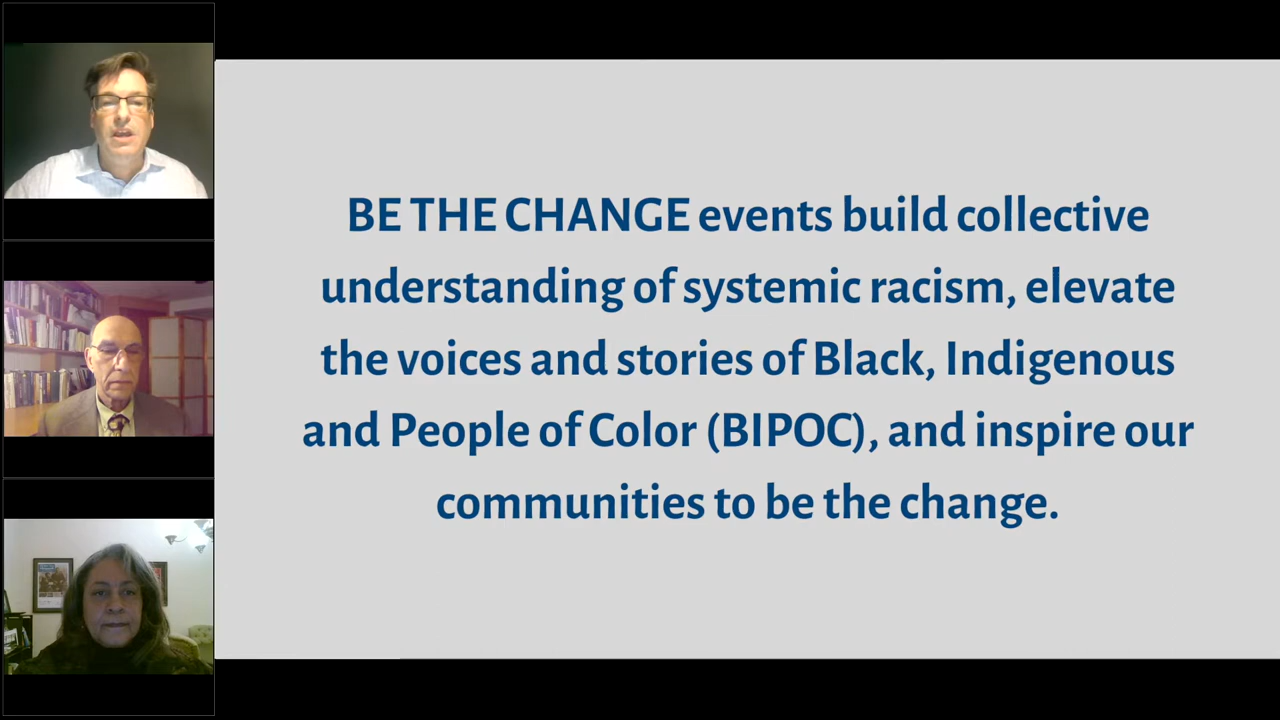 BE THE CHANGE events build collective
understanding of systemic racism, elevate
the voices and stories of Black, Indigenous
and People of Color (BIPOC), and inspire our
communities to be the change.